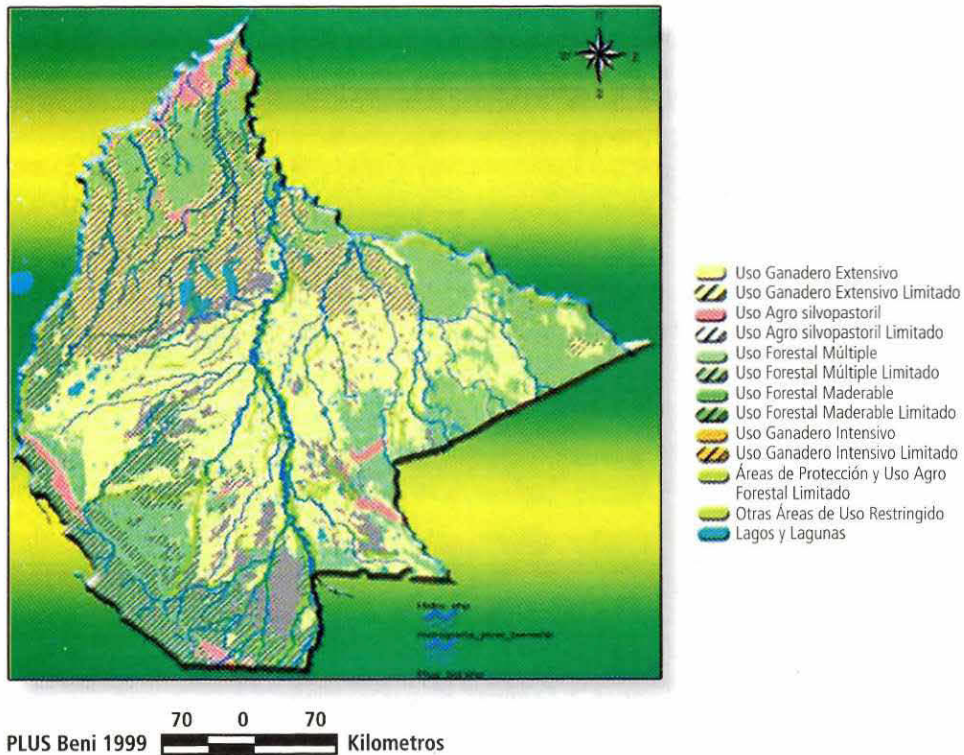 Uso Ganadero Extensivo
Uso Ganadero Extensivo Limitado
Uso Agro silvopastoril
Uso Agro silvopastoril Limitado
Uso Forestal Múltiple
Uso Forestal Múltiple Limitado
Uso Forestal Maderable
Uso Forestal Maderable Limitado
Uso Ganadero Intensivo
Uso Ganadero Intensivo Limitado
Áreas de Protección y Uso Agro
Forestal Limitado
Otras Áreas de Uso Restringido
Lagos y Lagunas
70 0 70
PLUS Beni 1999 Kilometros